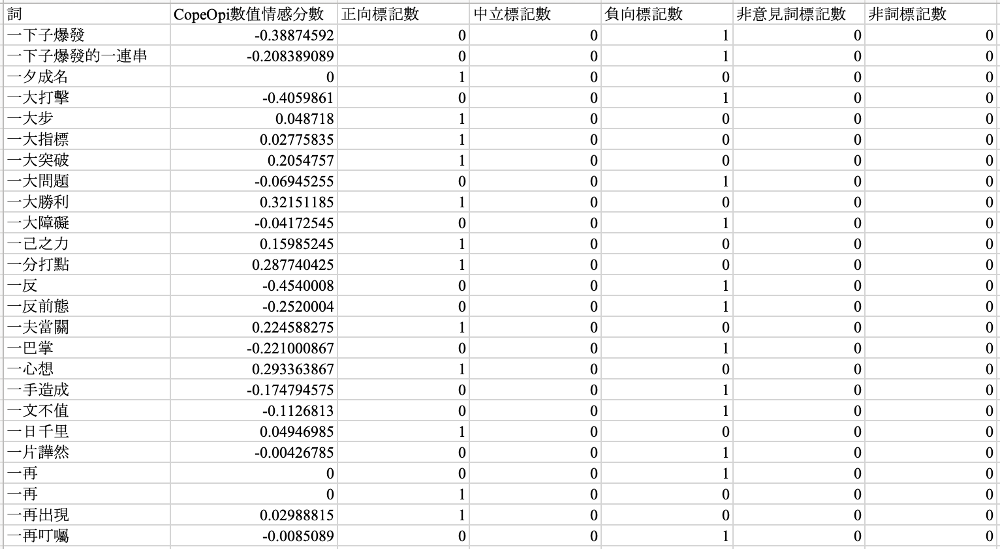 詞 CopeOpi數值情感分數 正向標記數 中立標記數 負向標記數 非意見詞標記數 非詞標記數
一下子爆發 -0.38874592 0 0 1 0 0
一下子爆發的一連串 -0.208389089 0 0 1 0 0
一夕成名 0 1 0 0 0 0
一大打擊 -0.4059861 0 0 1 0 0
一大步 0.048718 1 0 0 0 0
一大指標 0.02775835 1 0 0 0 0
一大突破 0.2054757 1 0 0 0 0
一大問題 -0.06945255 0 0 1 0 0
一大勝利 0.32151185 1 0 0 0 0
一大障礙 -0.04172545 0 0 1 0 0
一己之力 0.15985245 1 0 0 0 0
一分打點 0.287740425 1 0 0 0 0
一反 -0.4540008 0 0 1 0 0
一反前態 -0.2520004 0 0 1 0 0
一夫當關 0.224588275 1 0 0 0 0
一巴掌 -0.221000867 0 0 1 0 0
一心想 0.293363867 1 0 0 0 0
一手造成 -0.174794575 0 0 1 0 0
一文不值 -0.1126813 0 0 1 0 0
一日千里 0.04946985 1 0 0 0 0
一片譁然 -0.00426785 0 0 1 0 0
一再 0 0 0 1 0 0
一再 0 1 0 0 0 0
一再出現 0.02988815 1 0 0 0 0
一再叮囑 -0.0085089 0 0 1 0 0